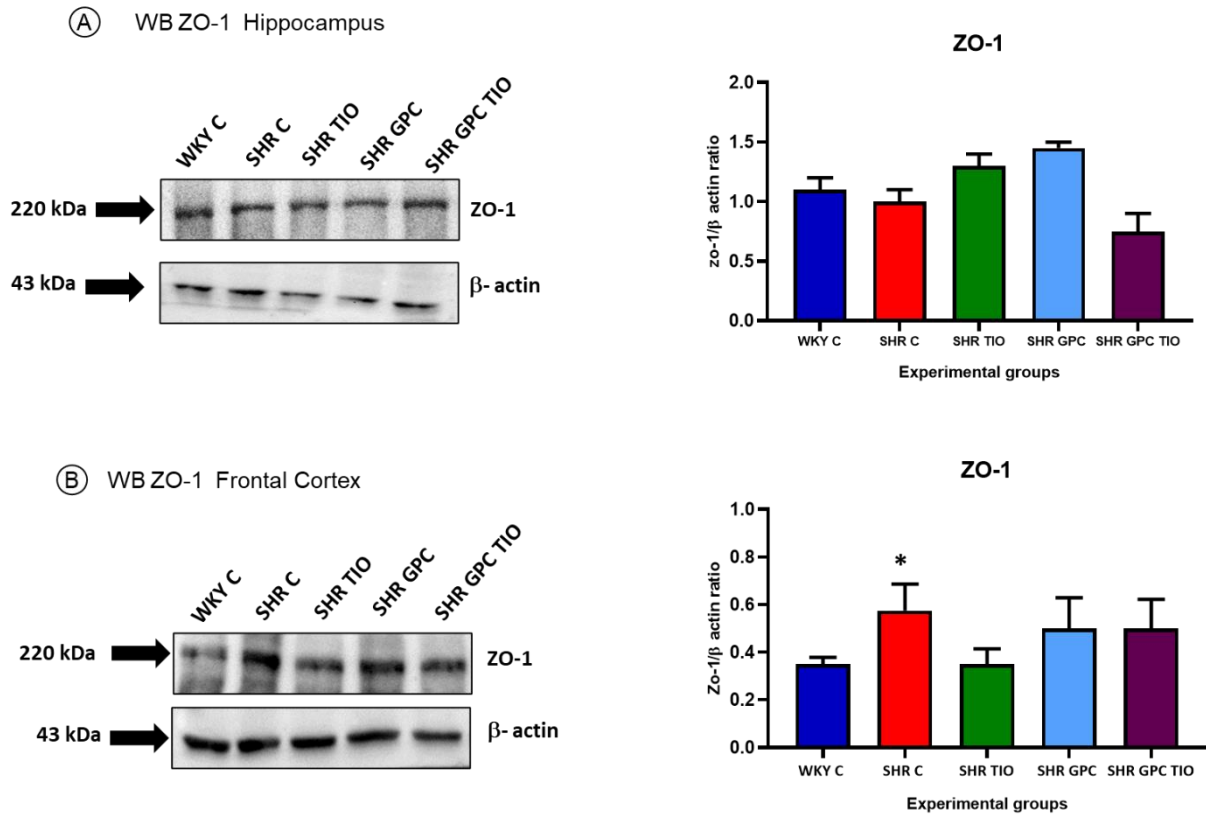 A WB ZO-1 Hippocampus
WKY C
SHR C
SHR TIO
SHR GPC
SHR GPC TIO
220 kDa
ZO-1
43 kDa
β- actin
ZO-1
zo-1/β actin ratio
2.0
1.5
1.0
0.5
0.0
WKY C SHR C SHR TIO SHR GPC SHR GPC TIO
Experimental groups
B WB ZO-1 Frontal Cortex
WKY C
SHR C
SHR TIO
SHR GPC
SHR GPC TIO
220 kDa
ZO-1
43 kDa
β- actin
ZO-1
Zo-1/β actin ratio
1.0
0.8
0.6
0.4
0.2
0.0
*
WKY C SHR C SHR TIO SHR GPC SHR GPC TIO
Experimental groups